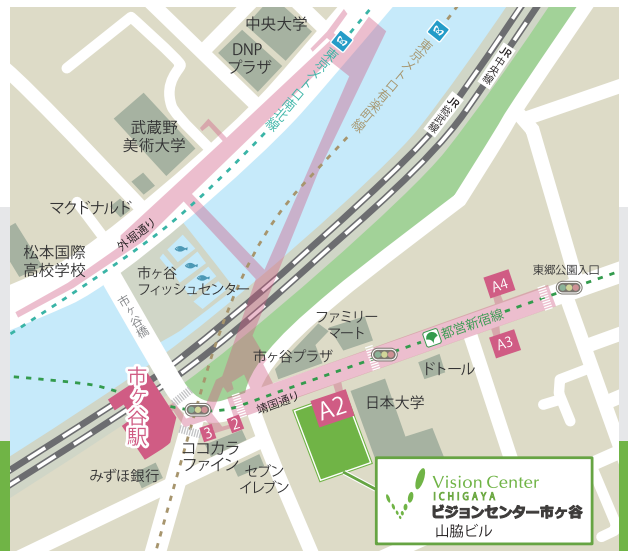 中央大学
DNP
プラザ
東京メトロ南北線
東京メトロ有楽町線
JR
中央線
JR
総武線
武蔵野
美術大学
マクドナルド
外堀通り
松本国際
高校学校
市ヶ谷
フィッシュセンター
市ヶ谷橋
東郷公園入口
A4
ファミリー
マート
都営新宿線
A3
市ヶ谷プラザ
ドトール
市ヶ谷駅
靖国通り
A2
日本大学
3
2
ココカラ
ファイン
みずほ銀行
セブン
イレブン
Vision Center
ICHIGAYA
ビジョンセンター市ヶ谷
山脇ビル